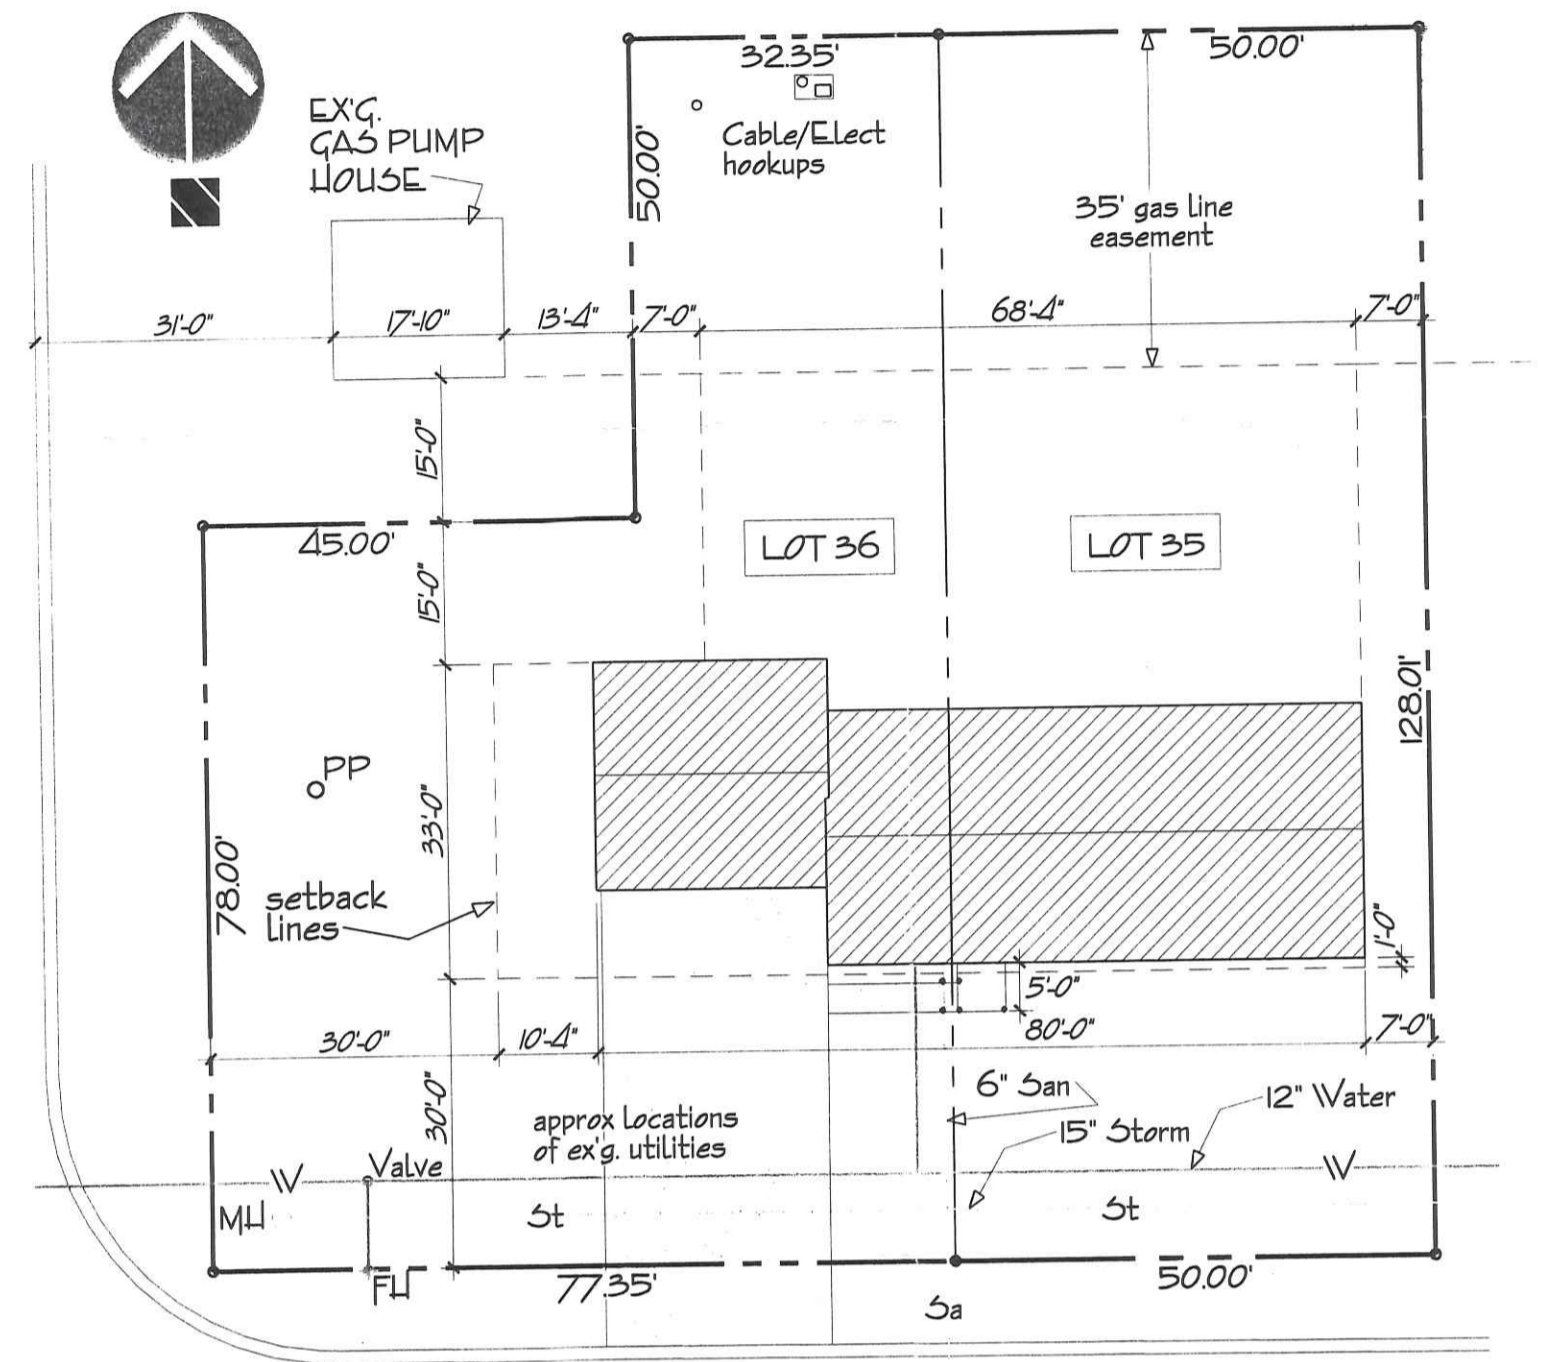 32.35'
50.00'
EX'G.
GAS PUMP
HOUSE
50.00'
Cable/Elect
hookups
35' gas line
easement
31'-0"
17'-10"
13'-4"
7'-0"
68'-4"
7'-0"
15'-0"
45.00'
LOT 36
LOT 35
15'-0"
128.01'
PP
33'-0"
78.00'
setback
lines
1'-0"
5'-0"
30'-0"
10'-4"
80'-0"
7'-0"
30'-0"
6" San
12" Water
approx locations
of ex'g. utilities
15" Storm
W
Valve
W
MH
St
St
FH
77.35'
50.00'
Sa